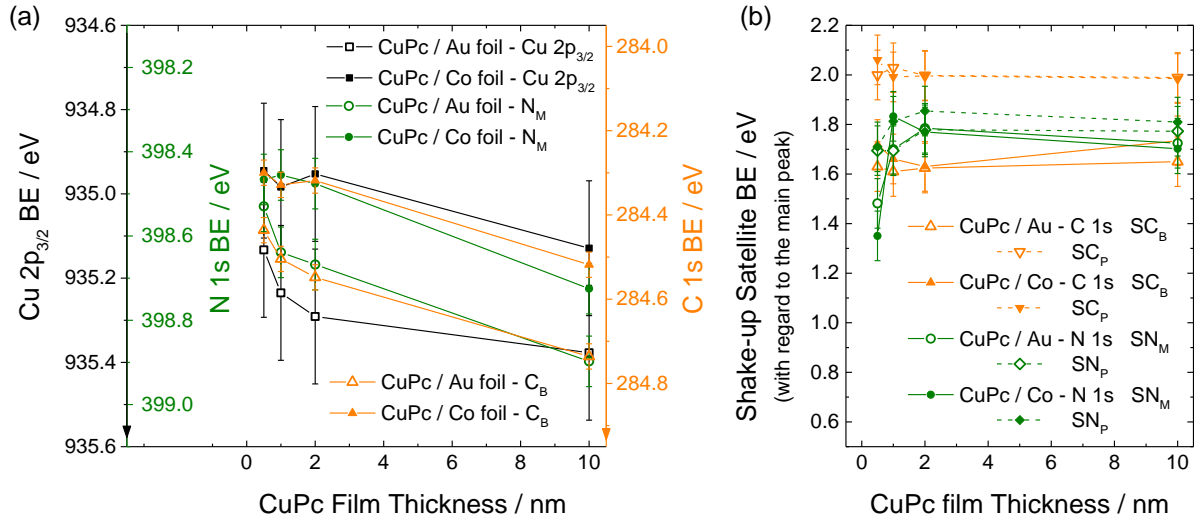 (a)
934.6
934.8
935.0
935.2
935.4
935.6
Cu 2p3/2 BE / eV
398.2
398.4
398.6
398.8
399.0
N 1s BE / eV
CuPc / Au foil - Cu 2p3/2
CuPc / Co foil - Cu 2p3/2
CuPc / Au foil - NM
CuPc / Co foil - NM
CuPc / Au foil - CB
CuPc / Co foil - CB
284.0
284.2
284.4
284.6
284.8
C 1s BE / eV
0 2 4 6 8 10
CuPc Film Thickness / nm
(b)
2.2
2.0
1.8
1.6
1.4
1.2
1.0
0.8
0.6
Shake-up Satellite BE / eV
(with regard to the main peak)
CuPc / Au - C 1s SCB
SCP
CuPc / Co - C 1s SCB
SCP
CuPc / Au - N 1s SNM
SNP
CuPc / Co - N 1s SNM
SNP
0 2 4 6 8 10
CuPc film Thickness / nm